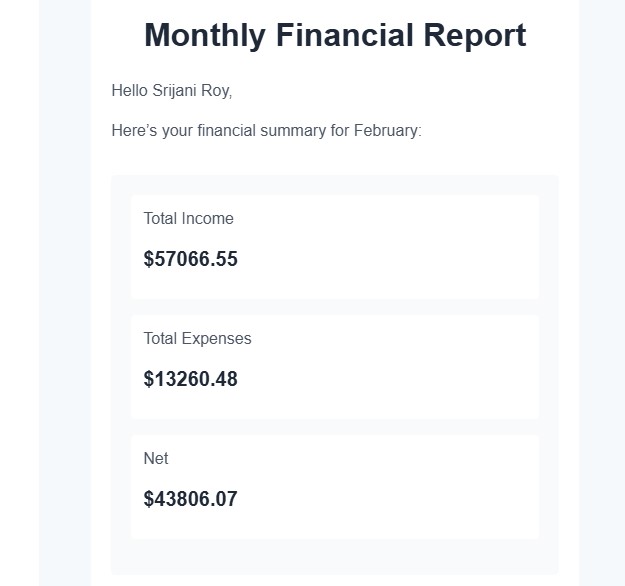 Monthly Financial Report
Hello Srijani Roy,
Here’s your financial summary for February:
Total Income
$57066.55
Total Expenses
$13260.48
Net
$43806.07